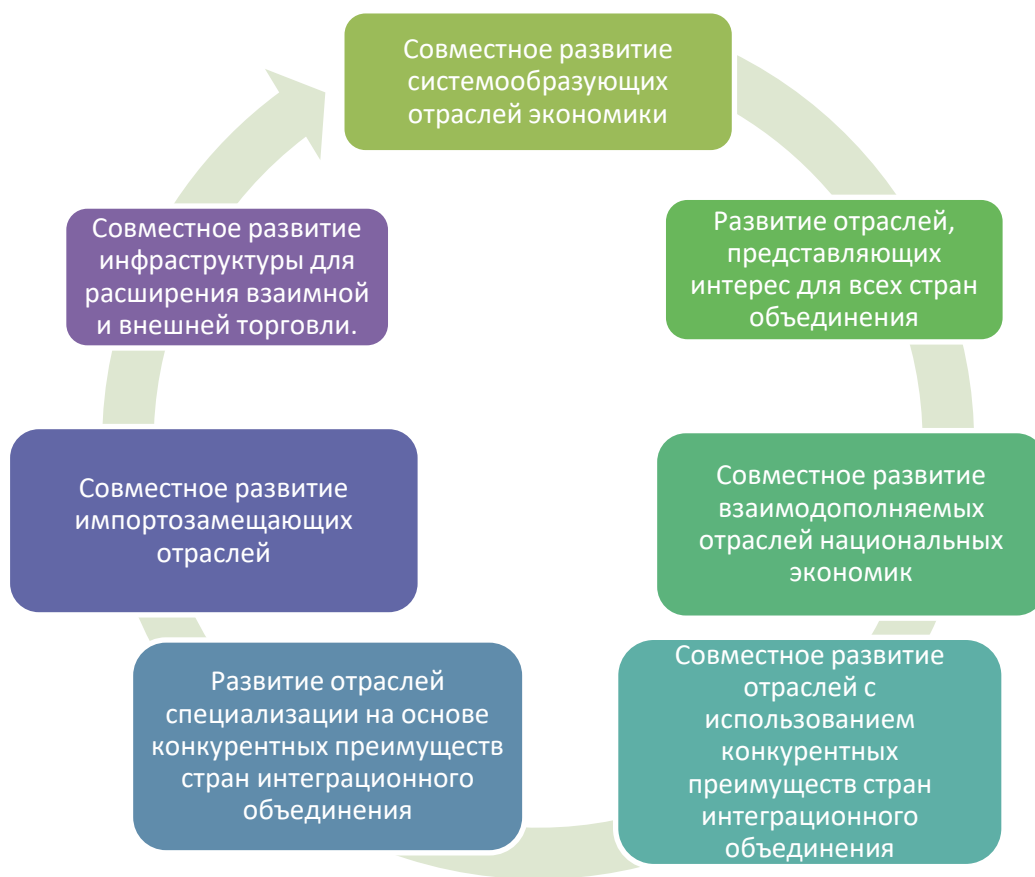 Совместное развитие
системообразующих
отраслей экономики
Развитие отраслей,
представляющих
интерес для всех стран
объединения
Совместное развитие
взаимодополняемых
отраслей национальных
экономик
Совместное развитие
отраслей с
использованием
конкурентных
преимуществ стран
интеграционного
объединения
Развитие отраслей
специализации на основе
конкурентных преимуществ
стран интеграционного
объединения
Совместное развитие
импортозамещающих
отраслей
Совместное развитие
инфраструктуры для
расширения взаимной
и внешней торговли.